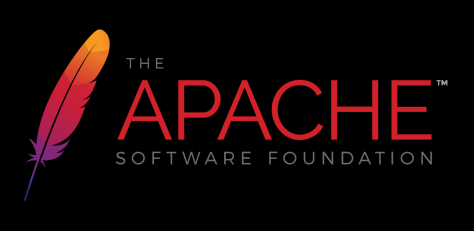 THE
APACHE™
SOFTWARE FOUNDATION